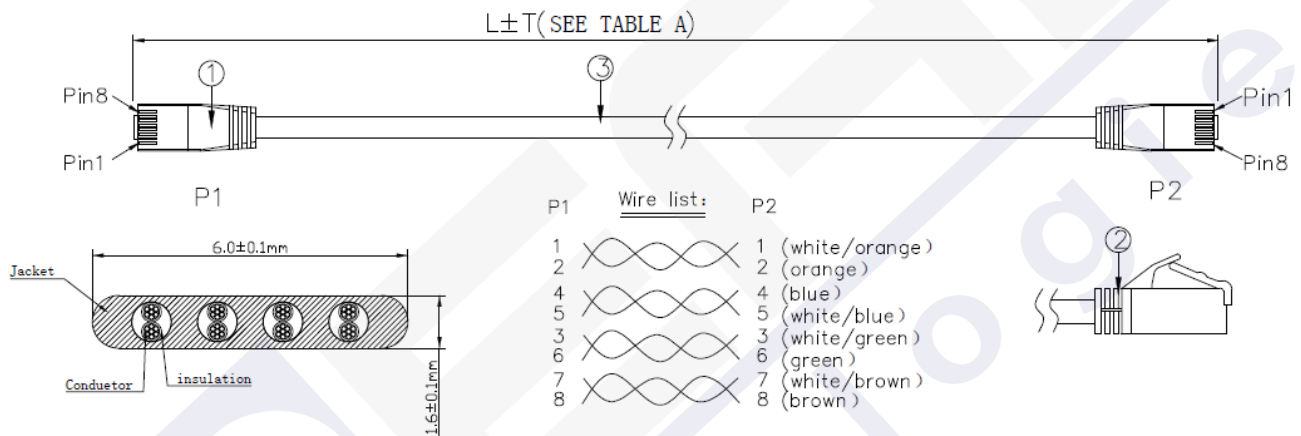 L±T(SEE TABLE A)
1
3
Pin8
Pin1
P1
Pin1
Pin8
P2
6.0±0.1mm
Jacket
Conduetor
insulation
1.6±0.1mm
Wire list:
P1 P2
1 1 (white/orange)
2 2 (orange)
4 4 (blue)
5 5 (white/blue)
3 3 (white/green)
6 6 (green)
7 7 (white/brown)
8 8 (brown)
2
ogie